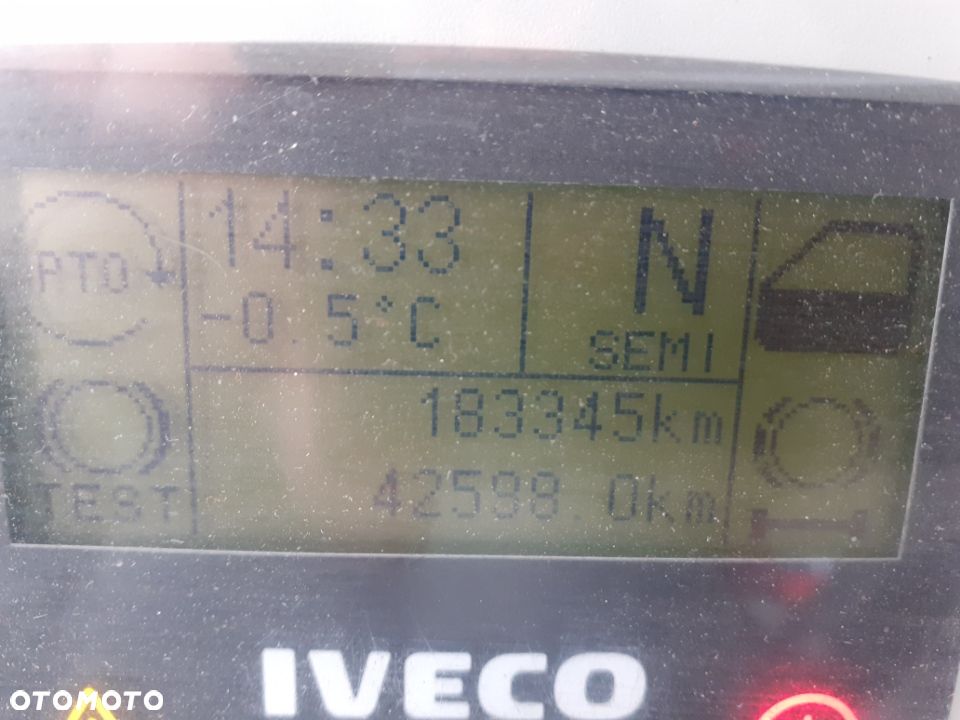 PTO
14:33
-0.5°C
N
SEMI
183345km
42598.0km
TEST
IVECO
OTOMOTO